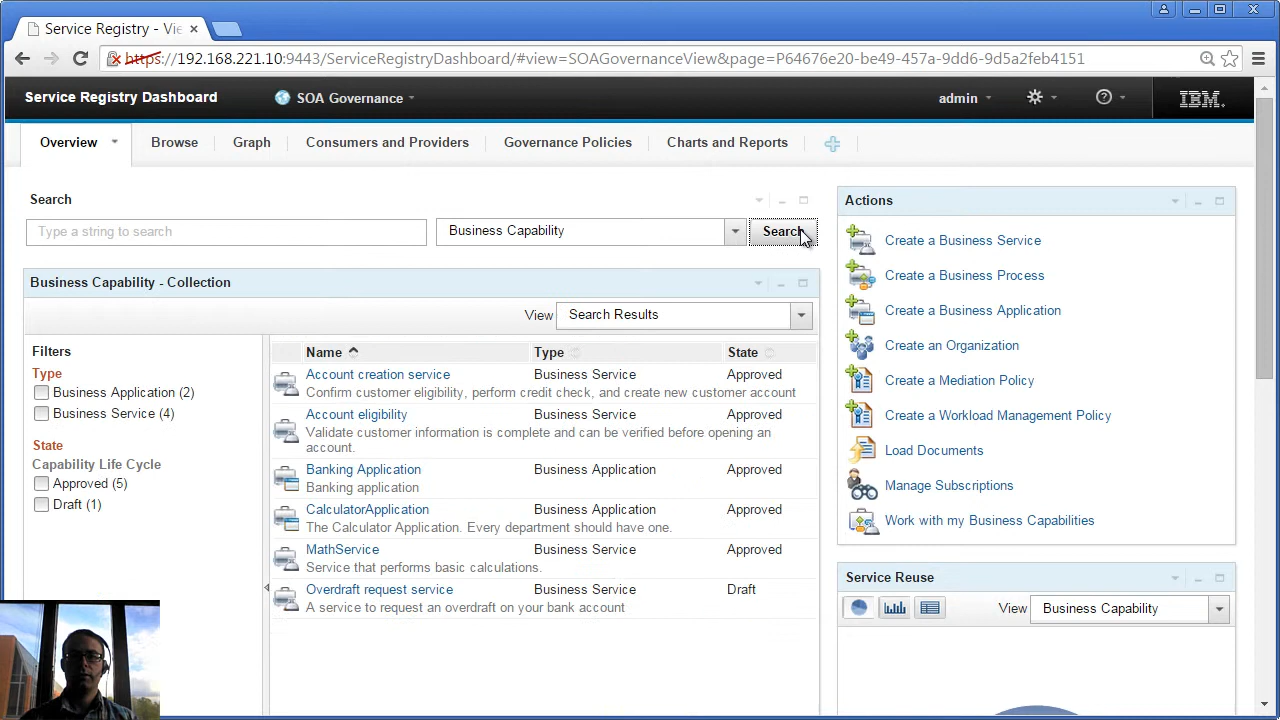 Service Registry - Vie
https://192.168.221.10:9443/ServiceRegistryDashboard/#view=SOAGovernanceView&page=P64676e20-be49-457a-9dd6-9d5a2feb4151
Service Registry Dashboard
SOA Governance
admin
?
IBM
Overview
Browse
Graph
Consumers and Providers
Governance Policies
Charts and Reports
Search
Type a string to search
Business Capability
Search
Business Capability - Collection
View
Search Results
Filters
Type
Business Application (2)
Business Service (4)
State
Capability Life Cycle
Approved (5)
Draft (1)
Name Type State
Account creation service Business Service Approved
Confirm customer eligibility, perform credit check, and create new customer account
Account eligibility Business Service Approved
Validate customer information is complete and can be verified before opening an
account.
Banking Application Business Application Approved
Banking application
CalculatorApplication Business Application Approved
The Calculator Application. Every department should have one.
MathService Business Service Approved
Service that performs basic calculations.
Overdraft request service Business Service Draft
A service to request an overdraft on your bank account
Actions
Create a Business Service
Create a Business Process
Create a Business Application
Create an Organization
Create a Mediation Policy
Create a Workload Management Policy
Load Documents
Manage Subscriptions
Work with my Business Capabilities
Service Reuse
View
Business Capability